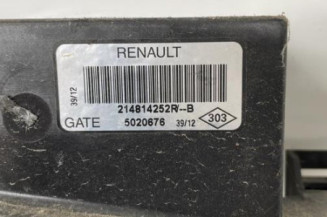 RENAULT
39/12
214814252R/--B
GATE 5020676 39/12 303